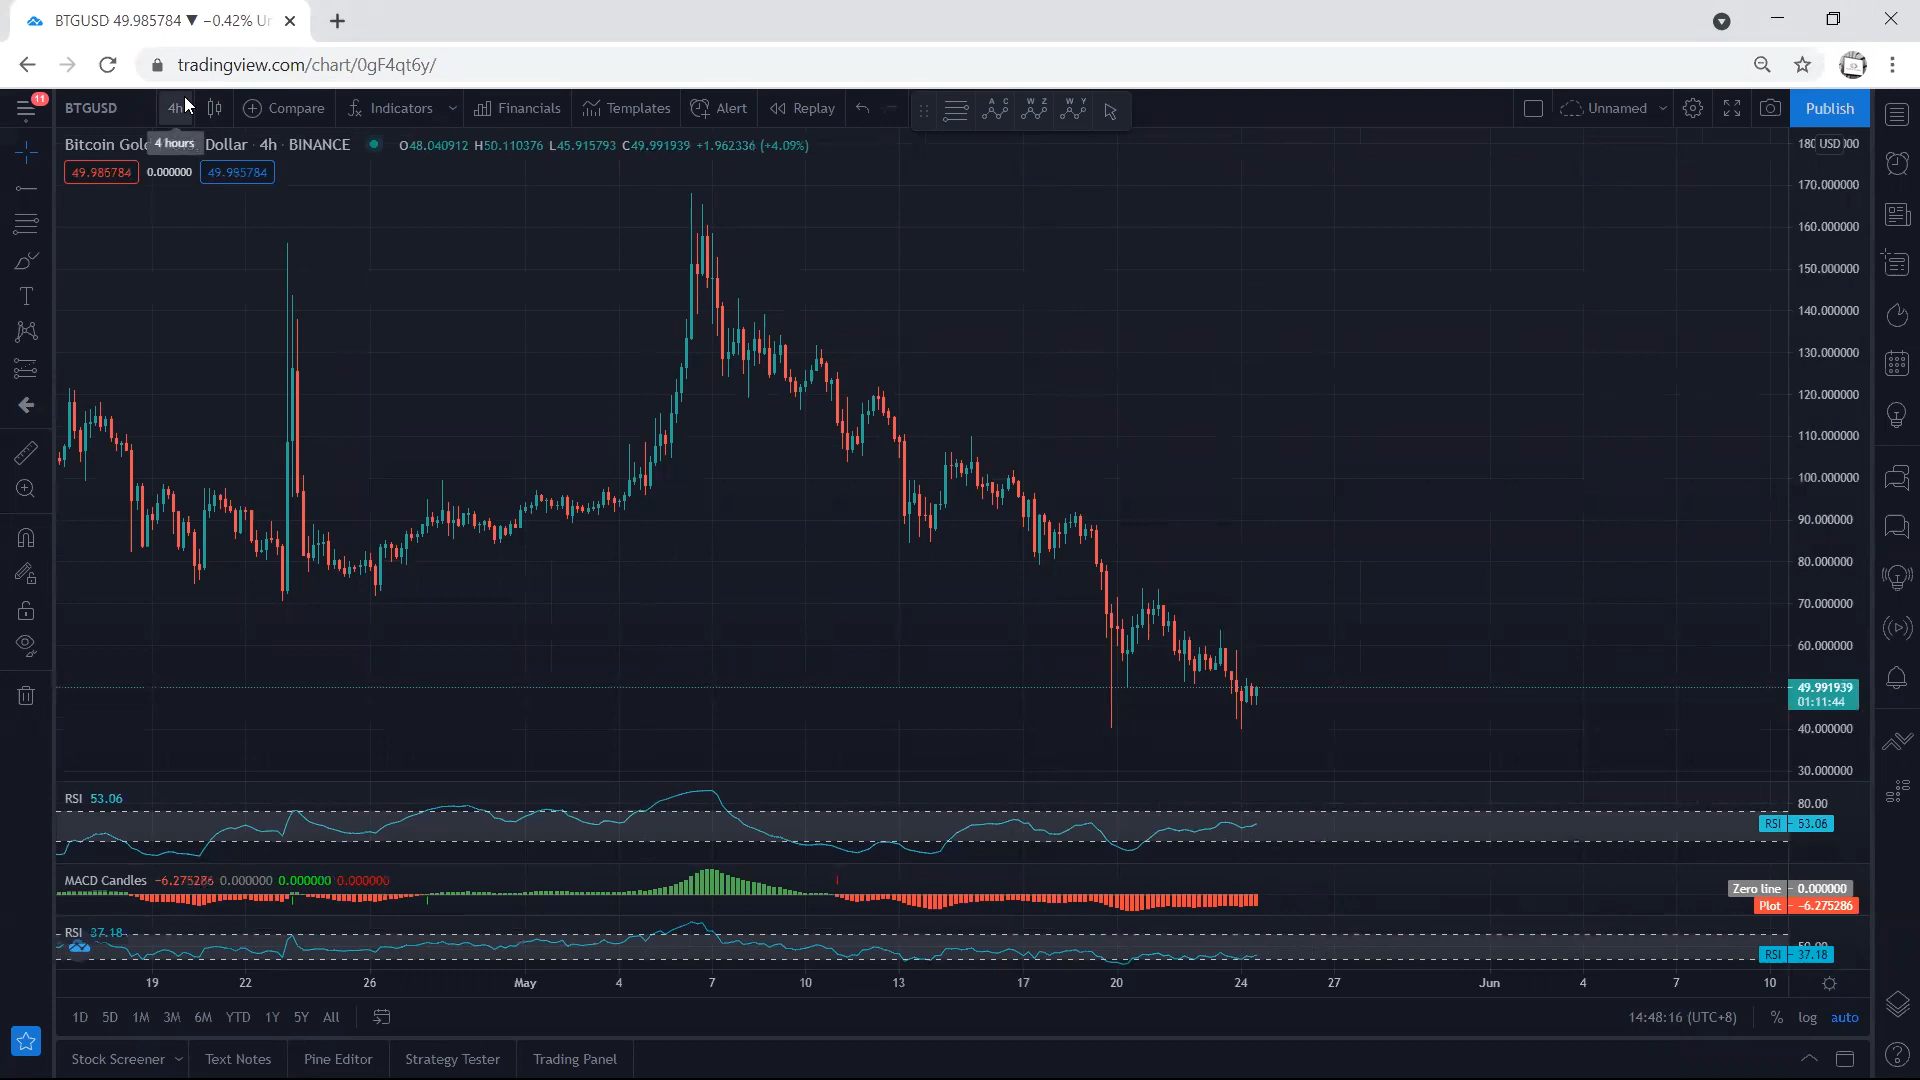 BTGUSD 49.985784 ▼ −0.42% Un
tradingview.com/chart/0gF4qt6y/
11
BTGUSD 4h Compare Indicators Financials Templates Alert Replay A C W Z W Y Unnamed Publish
Bitcoin Gol Dollar · 4h · BINANCE O48.040912 H50.110376 L45.915793 C49.991939 +1.962336 (+4.09%)
4 hours
49.985784 0.000000 49.985784
USD
170.000000
160.000000
150.000000
140.000000
130.000000
120.000000
110.000000
100.000000
90.000000
80.000000
70.000000
60.000000
49.991939
01:11:44
40.000000
30.000000
RSI 53.06
80.00
RSI 53.06
MACD Candles −6.275286 0.000000 0.000000 0.000000
Zero line 0.000000
Plot −6.275286
RSI 37.18
RSI 37.18
19 22 26 May 4 7 10 13 17 20 24 27 Jun 4 7 10
1D 5D 1M 3M 6M YTD 1Y 5Y All 14:48:16 (UTC+8) % log auto
Stock Screener Text Notes Pine Editor Strategy Tester Trading Panel